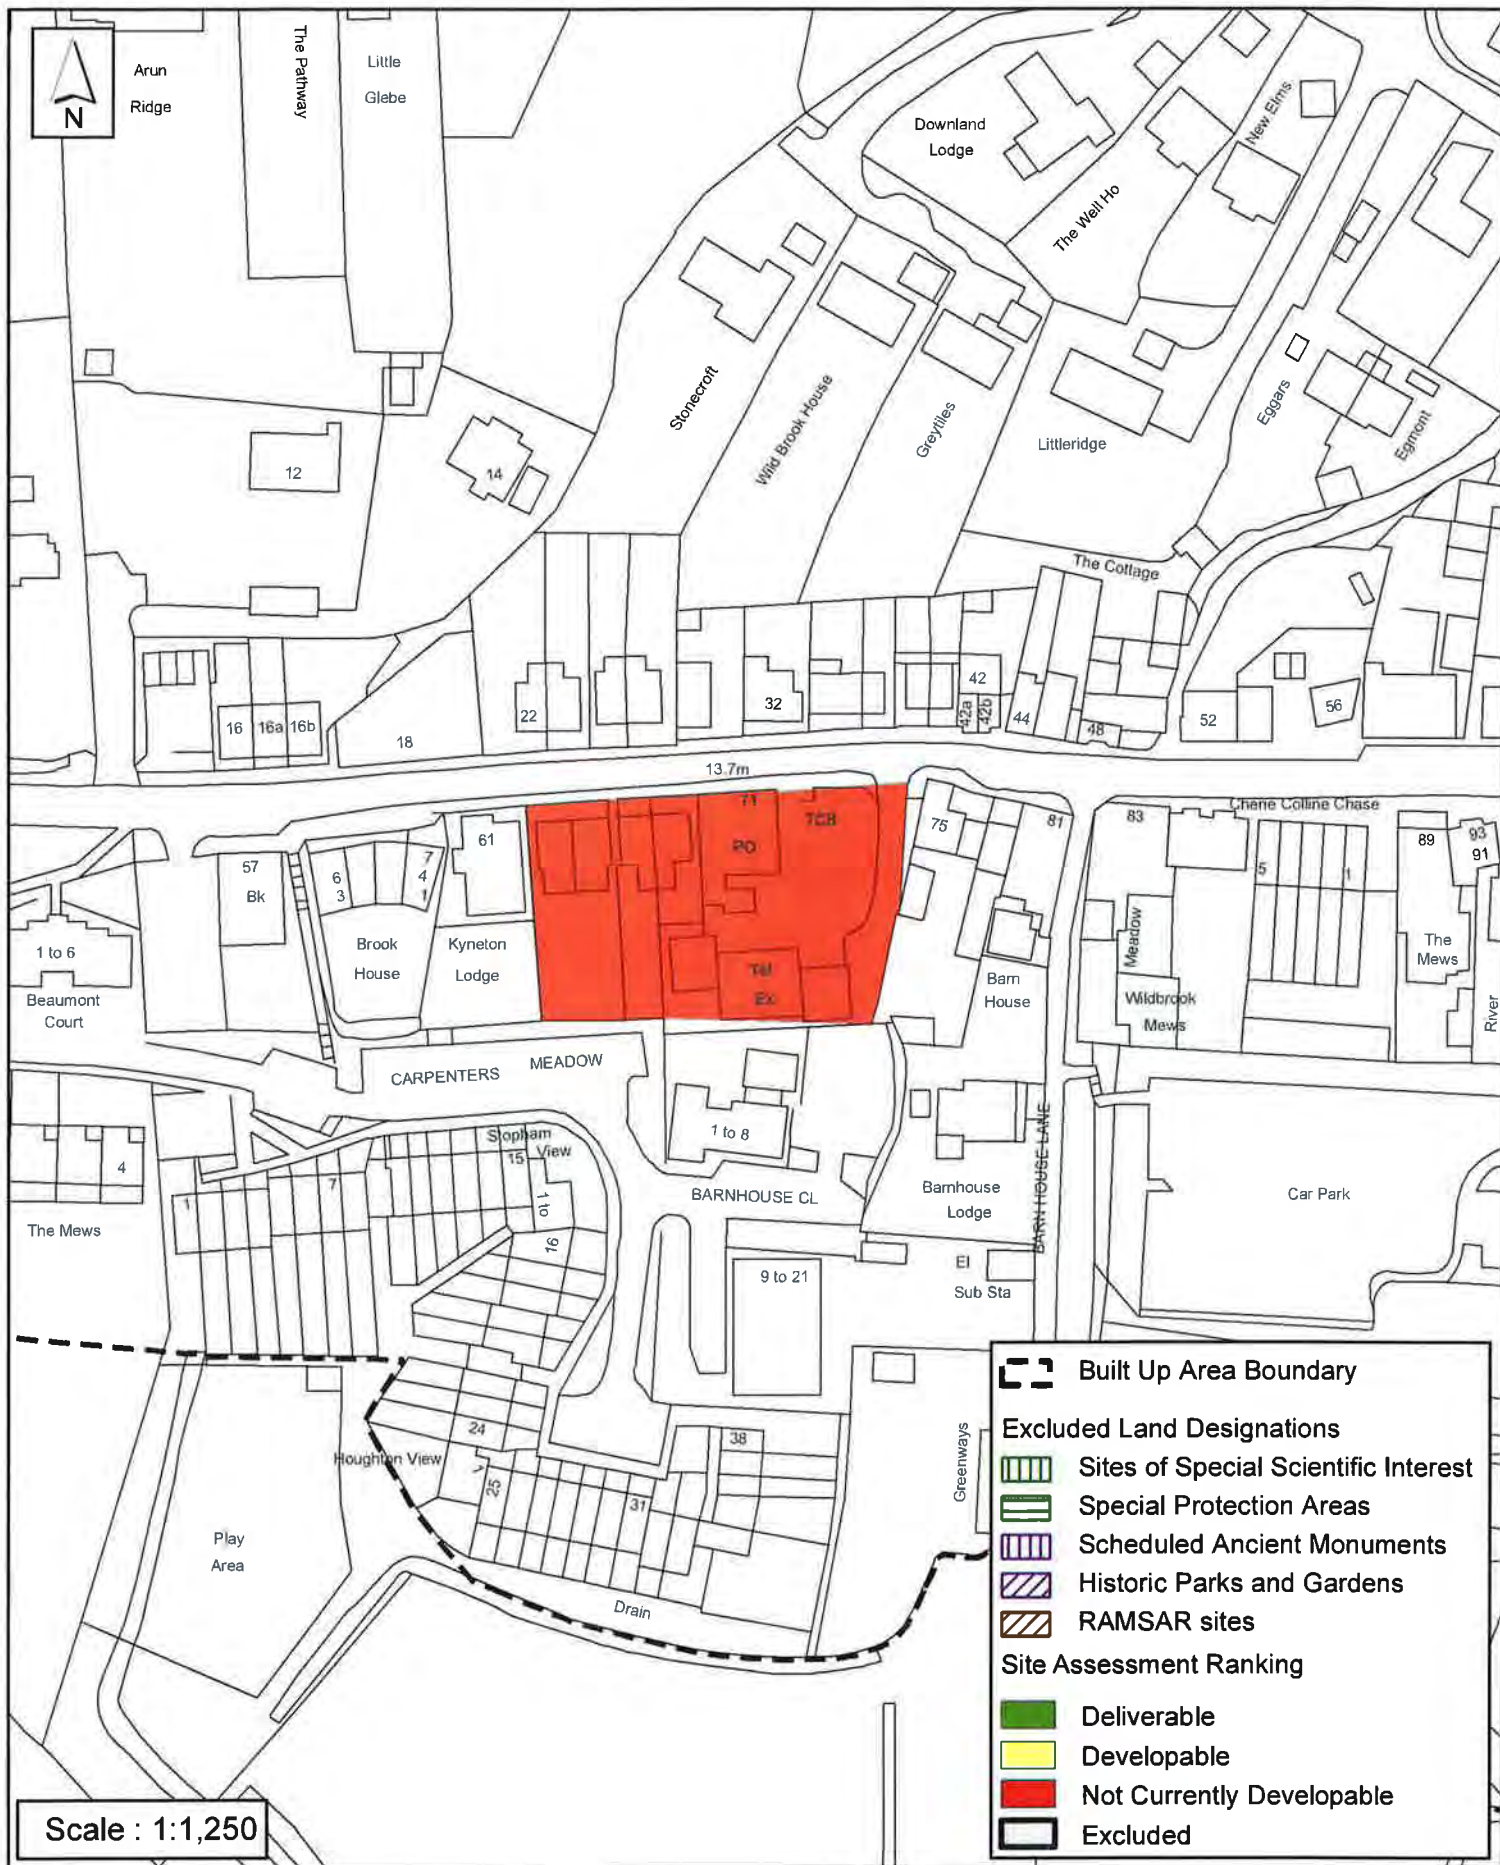 N
Arun
Ridge
The Pathway
Little
Glebe
Downland
Lodge
The Well Ho
New Elms
Stonecroft
Wild Brook House
Greytiles
Littleridge
Eggars
Egmont
12
14
The Cottage
16
16a
16b
18
22
32
42
42a
42b
44
48
52
56
13.7m
57
Bk
6
3
7
4
1
61
71
PO
TCB
75
81
83
Cherie Colline Chase
5
1
89
93
91
1 to 6
Beaumont
Court
Brook
House
Kyneton
Lodge
Tel
Ex
Barn
House
Meadow
Wildbrook
Mews
The
Mews
River
CARPENTERS
MEADOW
1 to 8
4
The Mews
1
7
Stopham
View
15
1 to
16
BARNHOUSE CL
Barnhouse
Lodge
BARN HOUSE LANE
Car Park
9 to 21
El
Sub Sta
24
Houghton View
1
25
31
38
Greenways
Play
Area
Drain
Built Up Area Boundary
Excluded Land Designations
Sites of Special Scientific Interest
Special Protection Areas
Scheduled Ancient Monuments
Historic Parks and Gardens
RAMSAR sites
Site Assessment Ranking
Deliverable
Developable
Not Currently Developable
Excluded
Scale : 1:1,250